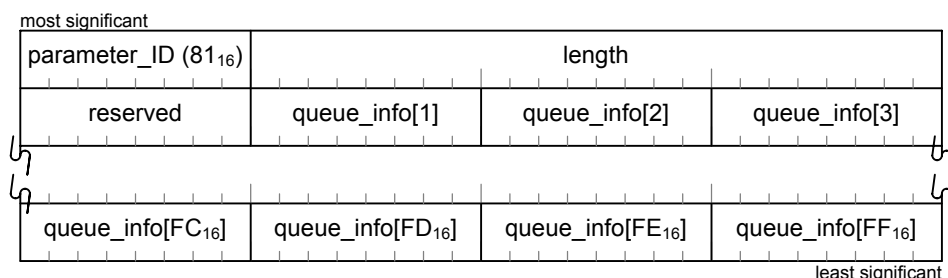 most significant
parameter_ID (81₁₆) length
reserved queue_info[1] queue_info[2] queue_info[3]
queue_info[FC₁₆] queue_info[FD₁₆] queue_info[FE₁₆] queue_info[FF₁₆]
least significant